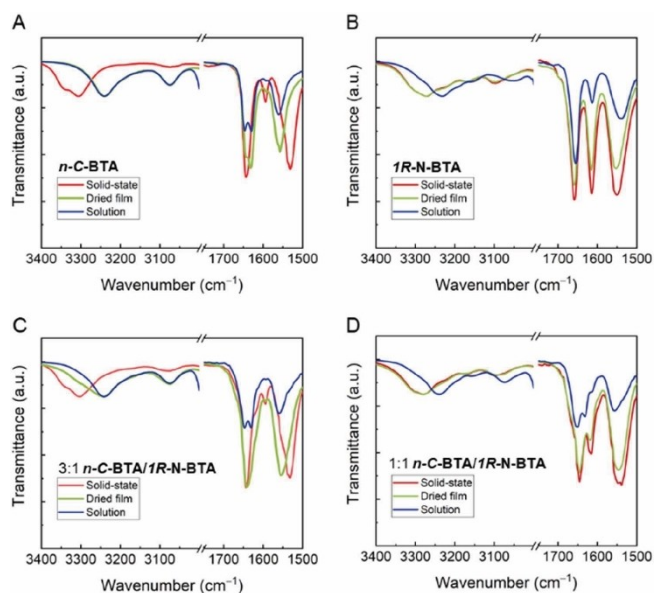 A
Transmittance (a.u.)
n-C-BTA
Solid-state
Dried film
Solution
3400 3300 3200 3100 1600 1500
Wavenumber (cm⁻¹)
B
Transmittance (a.u.)
1R-N-BTA
Solid-state
Dried film
Solution
3400 3300 3200 3100 1700 1600 1500
Wavenumber (cm⁻¹)
C
Transmittance (a.u.)
3:1 n-C-BTA/1R-N-BTA
Solid-state
Dried film
Solution
3400 3300 3200 3100 1600 1500
Wavenumber (cm⁻¹)
D
Transmittance (a.u.)
1:1 n-C-BTA/1R-N-BTA
Solid-state
Dried film
Solution
3400 3300 3200 3100 1700 1600 1500
Wavenumber (cm⁻¹)